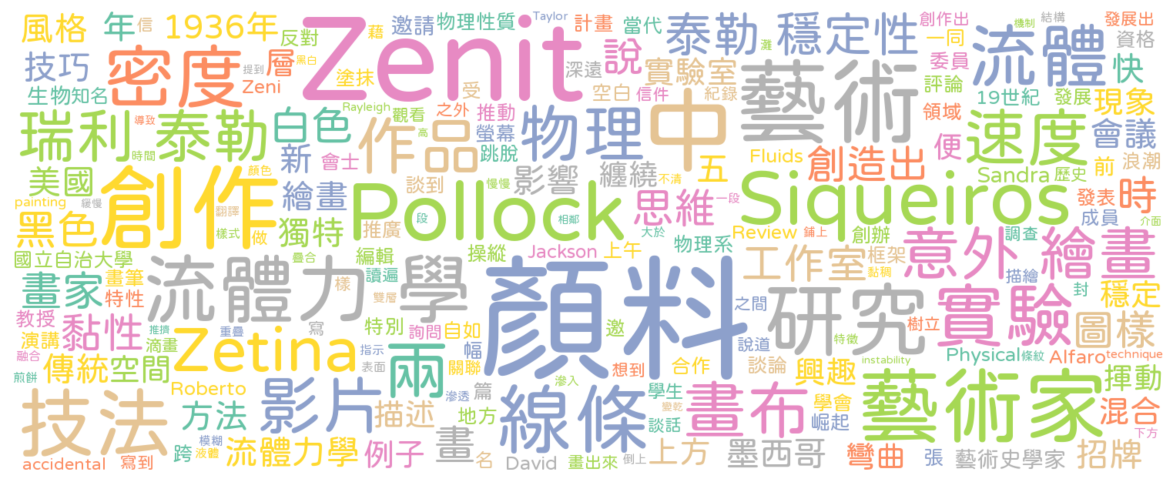 風格 年 信 1936年 Zenit 邀請 物理性質 Taylor 計畫 當代 泰勒 穩定性 流體 創作出 機制 結構 發展出
技巧 密度 提到 層 反對 黑白 藉 塗抹 受 深遠 說 實驗室 空白 信件 紀錄 藝術 一同 委員 評論 快 資格
生物知名 Zeni Rayleigh 觀看 之外 推動 領域 19世紀 發展 現象
瑞利 導致 泰勒 白色 作品 高 螢幕 跳脫 物理 中 速度 會議
時間 新 會士 五 Fluids 創造出 便 前 浪潮
美國 顏色 創作 繪畫 談到 慢慢 影響 纏繞 Siqueiros Sandra 歷史
painting 緩慢 翻譯 Pollock 不清 思維 一段 發表 時
黑色 樣式 做 獨特 推廣 段 相鄰 大於 Review 鋪上 創辦 成員 介面
國立自治大學 疊合 編輯 操縱 Jackson 上午 物理系 工作室 框架 意外 調查 繪畫
畫家 畫筆 流體力學 樣 讀遍 顏料 之間 黏稠 描繪 封 穩定
教授 特性 雙層 研究 樹立 實驗
演講 黏性 推擠 滴畫 Zetina 重疊 寫 特別 詢問 自如 邀 說道 特徵 圖樣
融合 指示 兩 幅 想到 合作 談論 興趣 Physical 條紋 Alfaro technique
煎餅 傳統 空間 表面 關聯 instability
技法 Roberto 影片 滲透 篇 線條 滲入 學生 畫布 學會 藝術家 揮動
方法 描述 地方 變乾 崛起 混合
模糊 談話
accidental 寫到 跨 液體 流體力學 例子 畫 名 David 畫出來 倒上 上方 墨西哥 彎曲 張 藝術史學家 招牌 下方